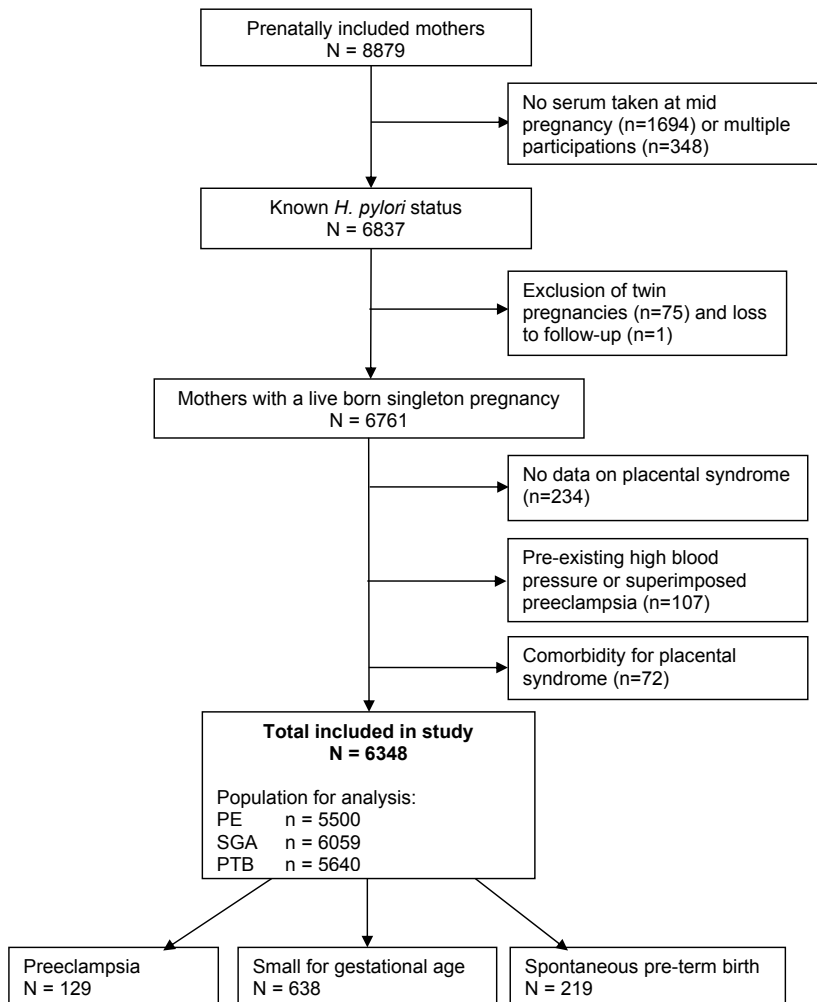 Prenatally included mothers
N = 8879
No serum taken at mid
pregnancy (n=1694) or multiple
participations (n=348)
Known H. pylori status
N = 6837
Exclusion of twin
pregnancies (n=75) and loss
to follow-up (n=1)
Mothers with a live born singleton pregnancy
N = 6761
No data on placental syndrome
(n=234)
Pre-existing high blood
pressure or superimposed
preeclampsia (n=107)
Comorbidity for placental
syndrome (n=72)
Total included in study
N = 6348
Population for analysis:
PE n = 5500
SGA n = 6059
PTB n = 5640
Preeclampsia
N = 129
Small for gestational age
N = 638
Spontaneous pre-term birth
N = 219